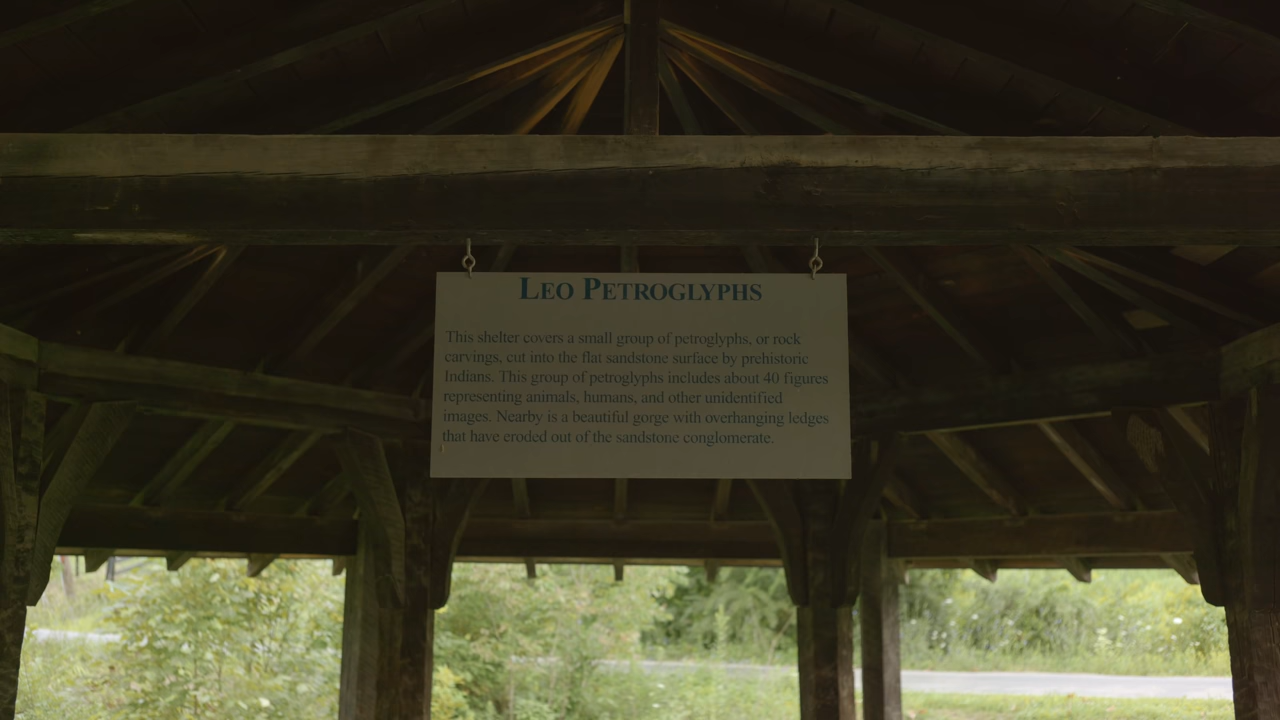 LEO PETROGLYPHS
This shelter covers a small group of petroglyphs, or rock
carvings, cut into the flat sandstone surface by prehistoric
Indians. This group of petroglyphs includes about 40 figures
representing animals, humans, and other unidentified
images. Nearby is a beautiful gorge with overhanging ledges
that have eroded out of the sandstone conglomerate.